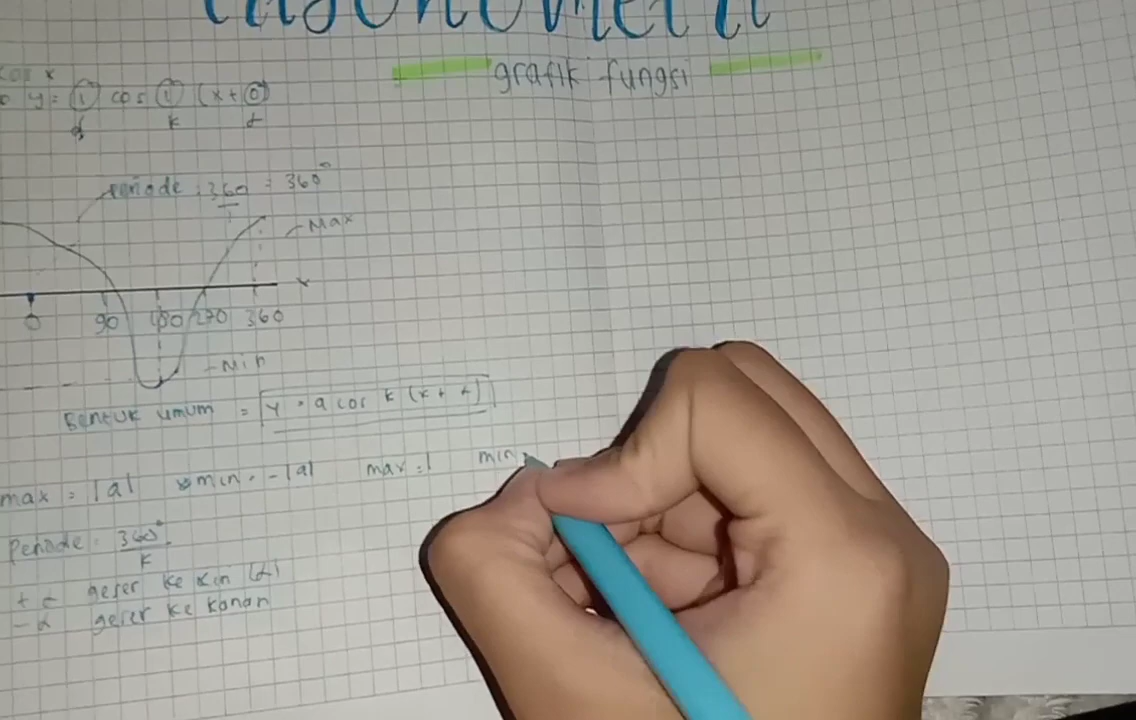 grafik fungsi
cos x
y = 1 cos 1 (x + 0)
k α
Periode : 360 = 360°
Max
x
0 90 180 270 360
Min
Bentuk umum = y = a cos k (x + α)
max = |a| min = -|a| max = 1 min
Periode = 360° / k
+ α geser ke kiri (α)
- α geser ke kanan